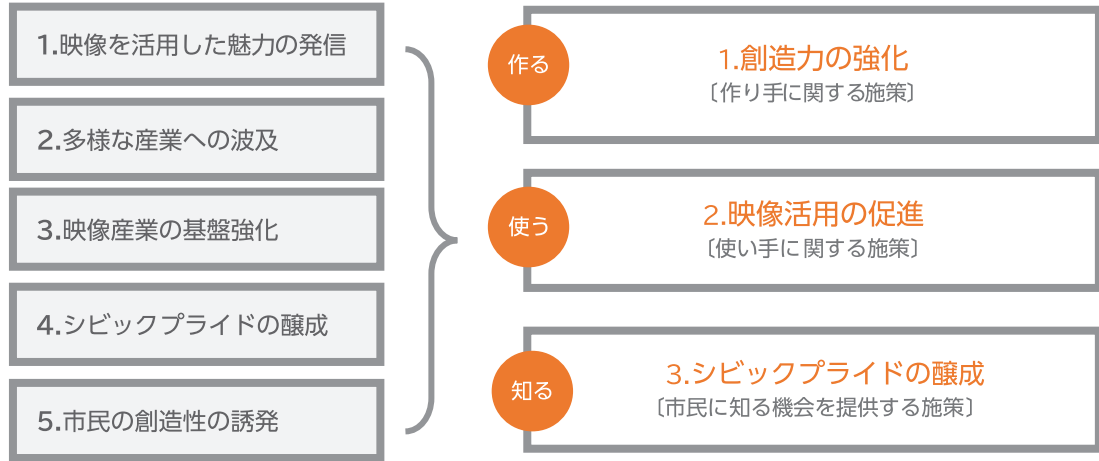 1.映像を活用した魅力の発信
2.多様な産業への波及
3.映像産業の基盤強化
4.シビックプライドの醸成
5.市民の創造性の誘発
作る
1.創造力の強化
〔作り手に関する施策〕
使う
2.映像活用の促進
〔使い手に関する施策〕
知る
3.シビックプライドの醸成
〔市民に知る機会を提供する施策〕